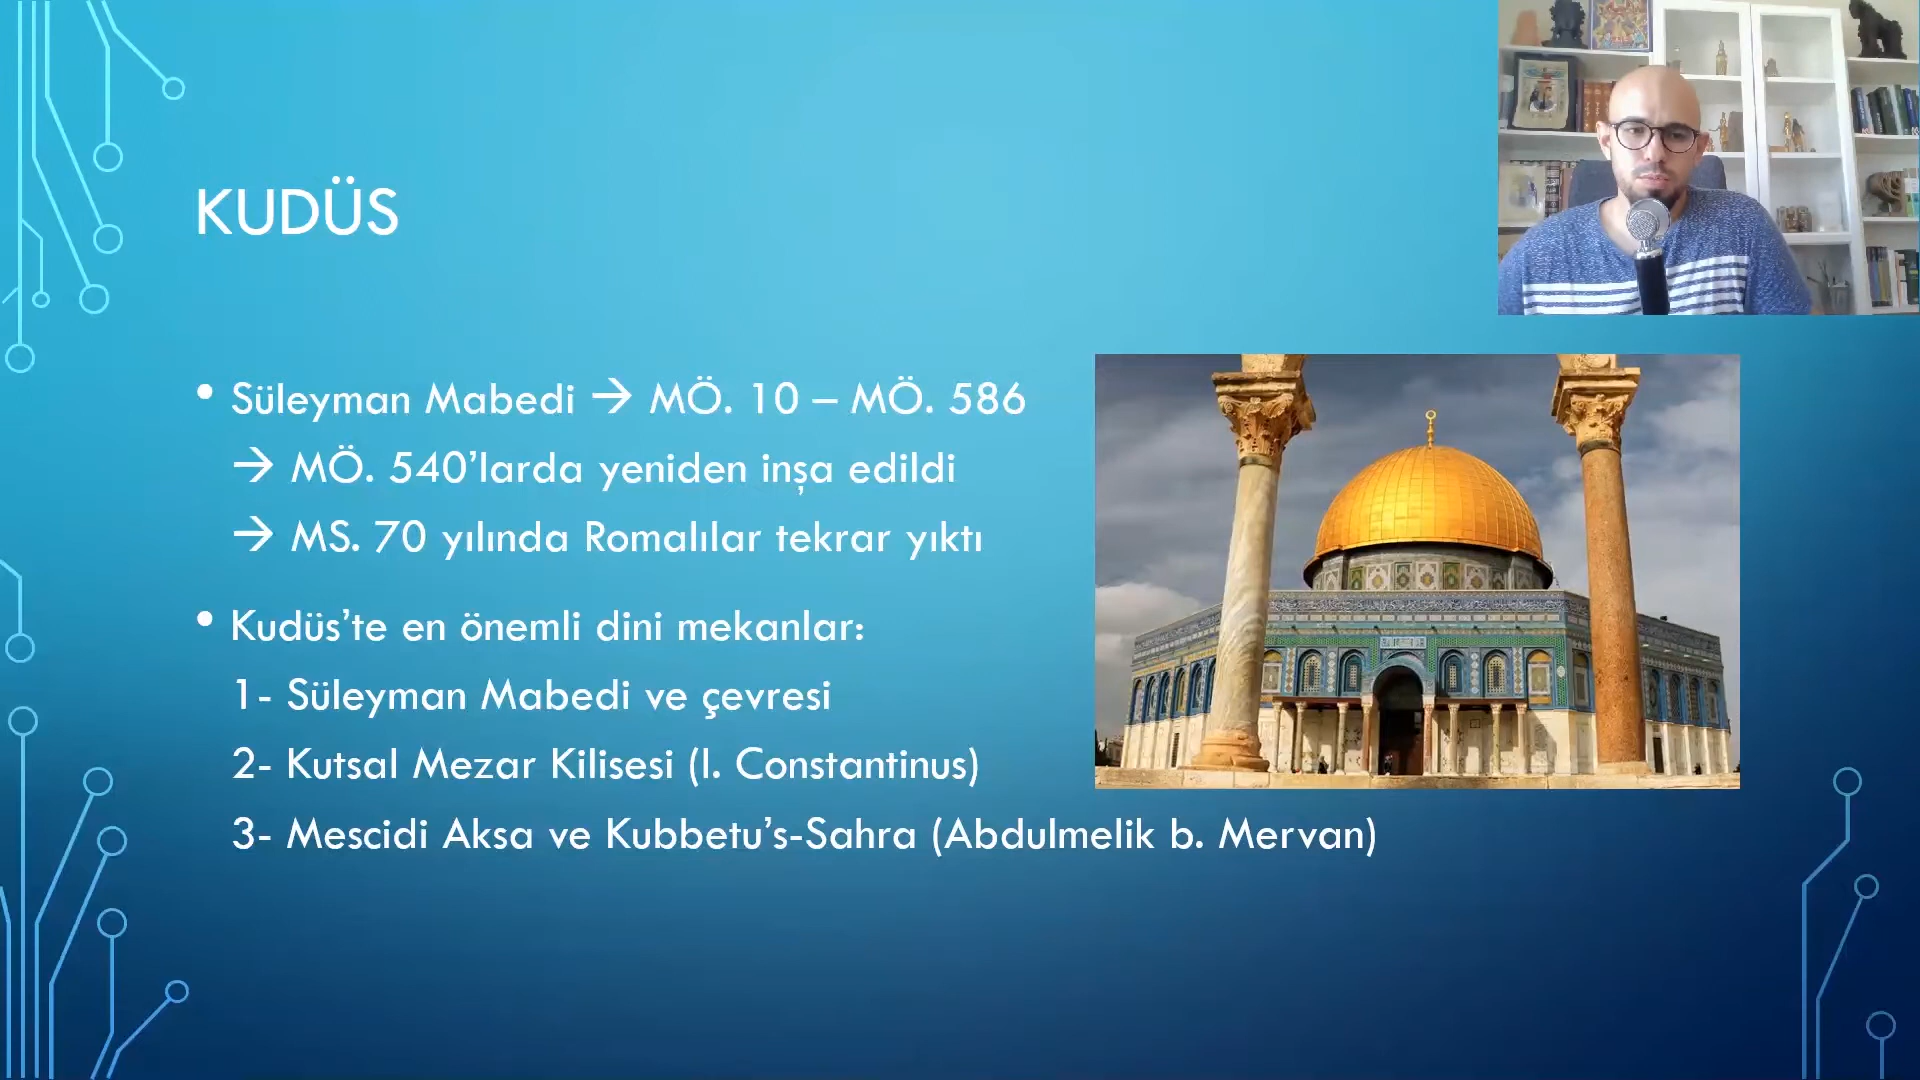 KUDÜS
• Süleyman Mabedi → MÖ. 10 – MÖ. 586
→ MÖ. 540’larda yeniden inşa edildi
→ MS. 70 yılında Romalılar tekrar yıktı
• Kudüs’te en önemli dini mekanlar:
1- Süleyman Mabedi ve çevresi
2- Kutsal Mezar Kilisesi (I. Constantinus)
3- Mescidi Aksa ve Kubbetu’s-Sahra (Abdulmelik b. Mervan)